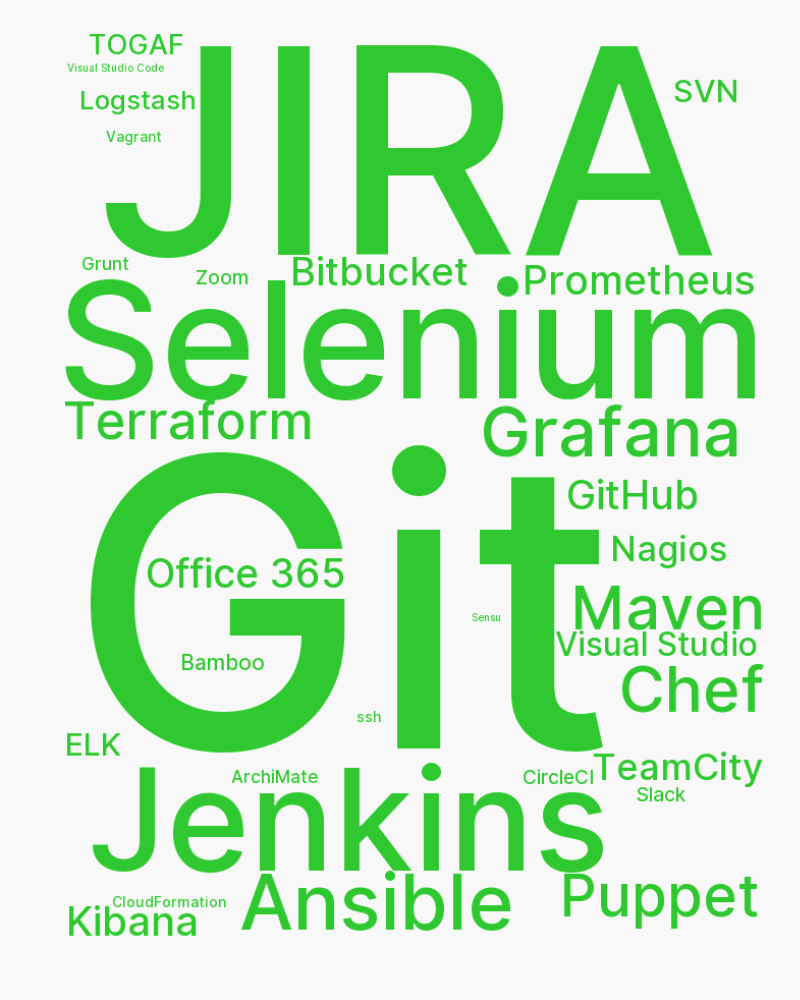 TOGAF
JIRA
Visual Studio Code
SVN
Logstash
Vagrant
Grunt
Zoom
Bitbucket
Prometheus
Selenium
Terraform
Grafana
Git
GitHub
Nagios
Office 365
Maven
Sensu
Visual Studio
Bamboo
Chef
ssh
ELK
TeamCity
ArchiMate
CircleCI
Slack
Jenkins
Ansible
Puppet
CloudFormation
Kibana